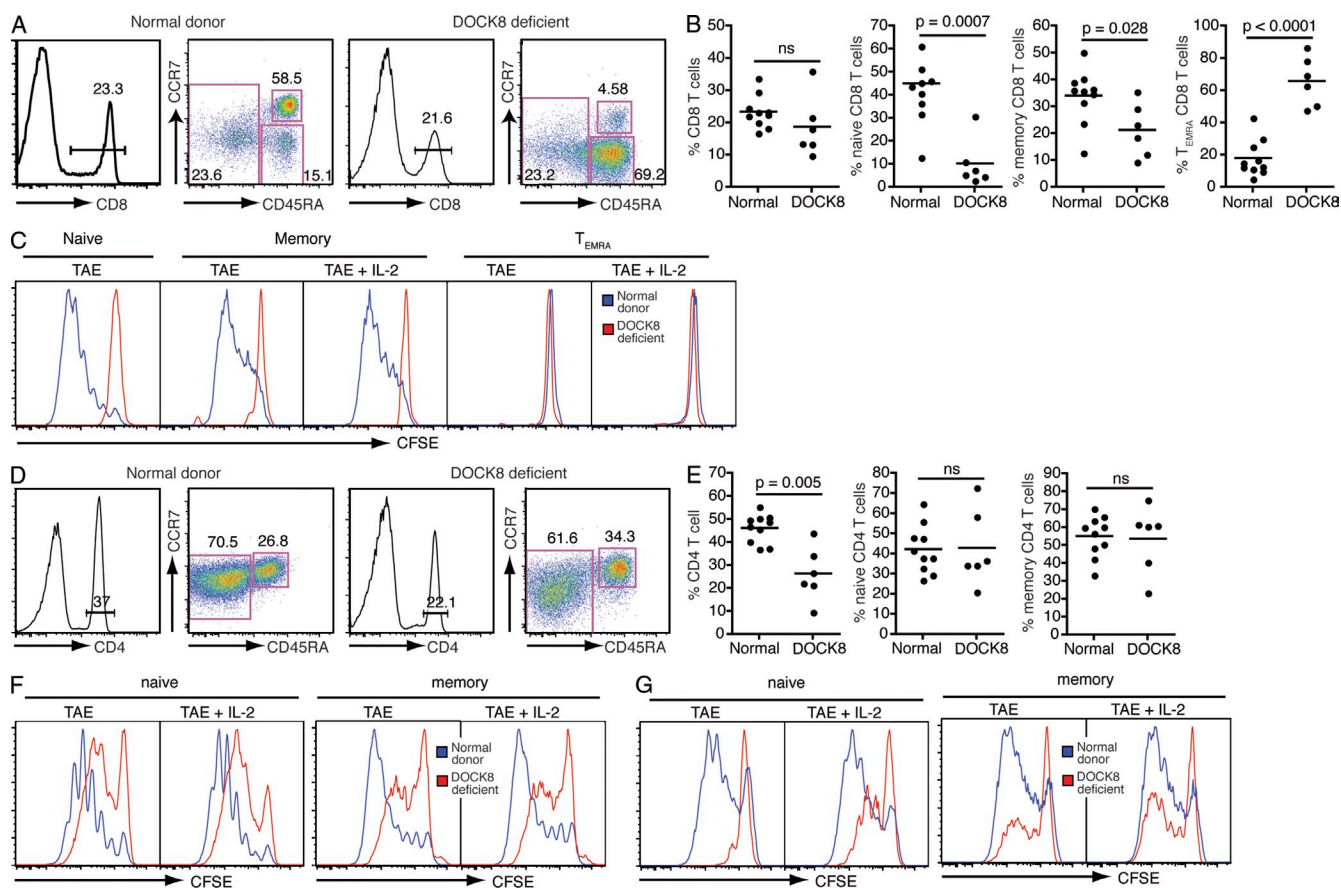 A
Normal donor
DOCK8 deficient
23.3
CD8
CCR7
58.5
23.6
15.1
CD45RA
21.6
CD8
CCR7
4.58
23.2
69.2
CD45RA
B
% CD8 T cells
50
40
30
20
10
0
ns
Normal DOCK8
% naive CD8 T cells
70
60
50
40
30
20
10
0
p = 0.0007
Normal DOCK8
% memory CD8 T cells
60
50
40
30
20
10
0
p = 0.028
Normal DOCK8
% TEMRA CD8 T cells
100
80
60
40
20
0
p < 0.0001
Normal DOCK8
C
Naive
Memory
TEMRA
TAE
TAE
TAE + IL-2
TAE
TAE + IL-2
Normal
donor
DOCK8
deficient
CFSE
D
Normal donor
DOCK8 deficient
37
CD4
CCR7
70.5
26.8
CD45RA
22.1
CD4
CCR7
61.6
34.3
CD45RA
E
% CD4 T cell
70
60
50
40
30
20
10
0
p = 0.005
Normal DOCK8
% naive CD4 T cells
80
70
60
50
40
30
20
10
0
ns
Normal DOCK8
% memory CD4 T cells
90
80
70
60
50
40
30
20
10
0
ns
Normal DOCK8
F
naive
memory
TAE
TAE + IL-2
TAE
TAE + IL-2
Normal
donor
DOCK8
deficient
CFSE
CFSE
G
naive
memory
TAE
TAE + IL-2
TAE
TAE + IL-2
Normal
donor
DOCK8
deficient
CFSE
CFSE